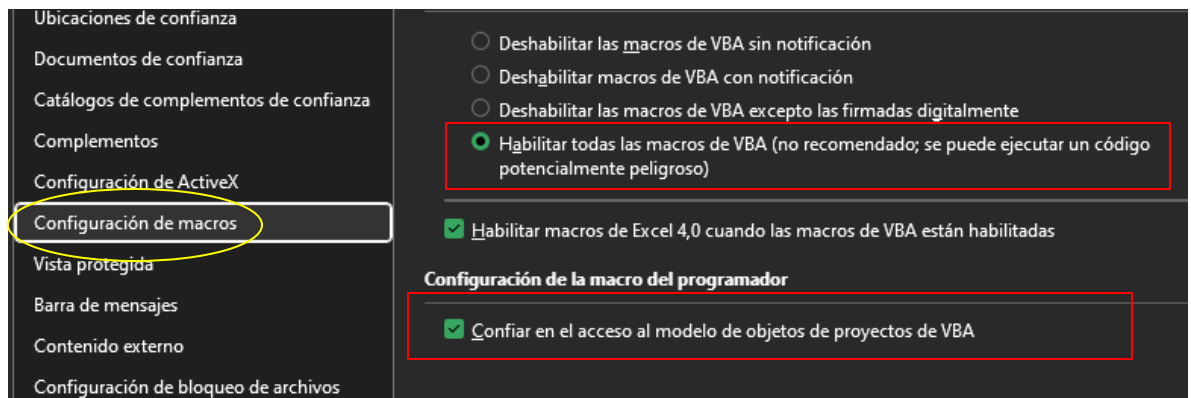 Ubicaciones de confianza
Documentos de confianza
Catálogos de complementos de confianza
Complementos
Configuración de ActiveX
Configuración de macros
Vista protegida
Barra de mensajes
Contenido externo
Configuración de bloqueo de archivos
Deshabilitar las macros de VBA sin notificación
Deshabilitar macros de VBA con notificación
Deshabilitar las macros de VBA excepto las firmadas digitalmente
Habilitar todas las macros de VBA (no recomendado; se puede ejecutar un código
potencialmente peligroso)
Habilitar macros de Excel 4,0 cuando las macros de VBA están habilitadas
Configuración de la macro del programador
Confiar en el acceso al modelo de objetos de proyectos de VBA